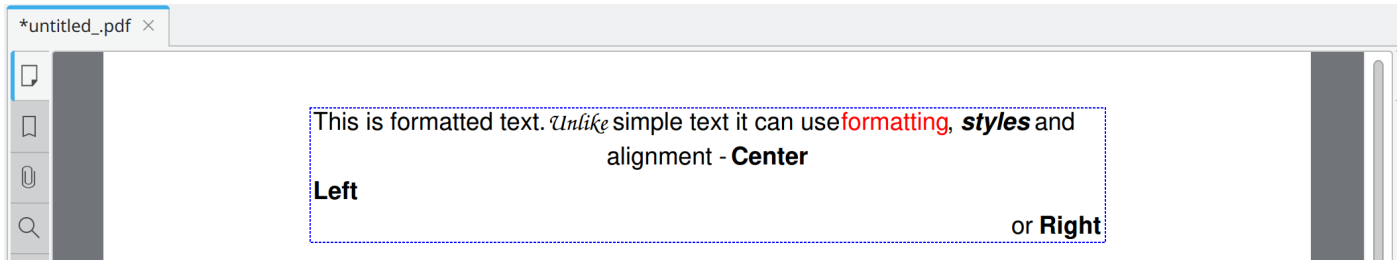 *untitled_.pdf
This is formatted text. Unlike simple text it can useformatting, styles and
alignment - Center
Left
or Right